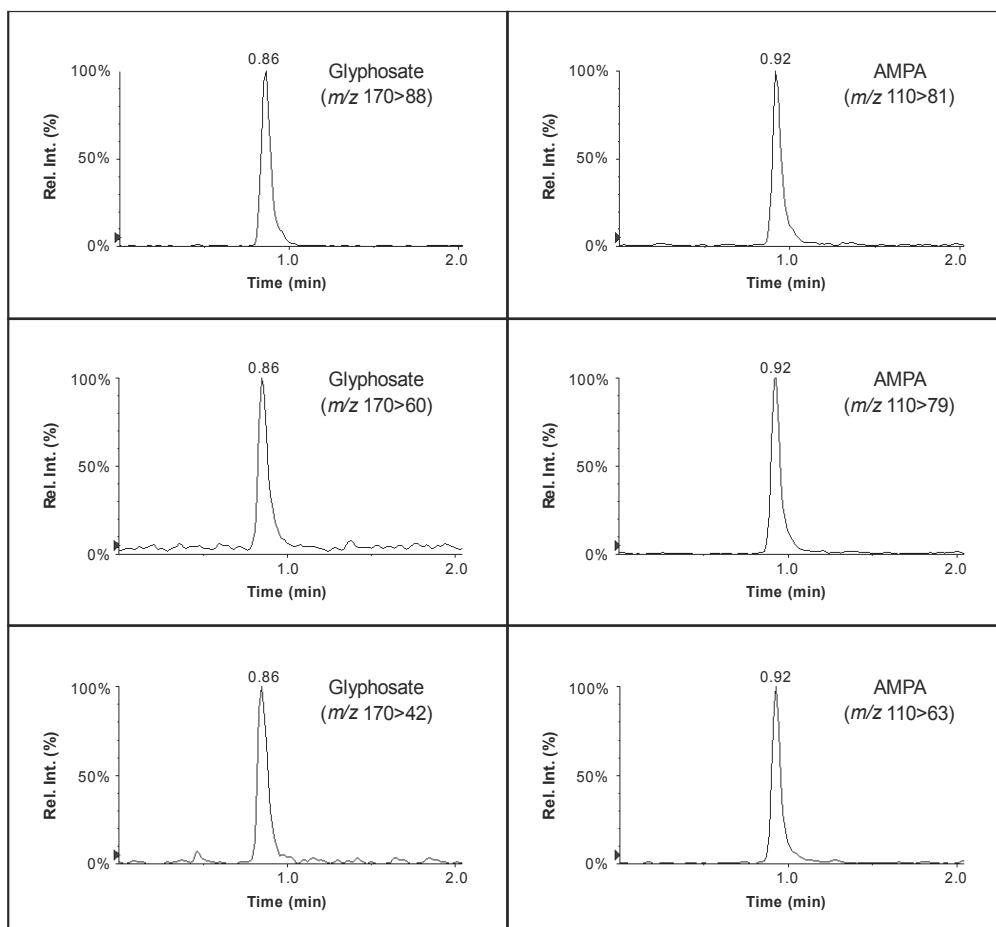 0.86
Glyphosate
(m/z 170>88)
100%
50%
0%
Rel. Int. (%)
1.0
2.0
Time (min)
0.92
AMPA
(m/z 110>81)
100%
50%
0%
Rel. Int. (%)
1.0
2.0
Time (min)
0.86
Glyphosate
(m/z 170>60)
100%
50%
0%
Rel. Int. (%)
1.0
2.0
Time (min)
0.92
AMPA
(m/z 110>79)
100%
50%
0%
Rel. Int. (%)
1.0
2.0
Time (min)
0.86
Glyphosate
(m/z 170>42)
100%
50%
0%
Rel. Int. (%)
1.0
2.0
Time (min)
0.92
AMPA
(m/z 110>63)
100%
50%
0%
Rel. Int. (%)
1.0
2.0
Time (min)